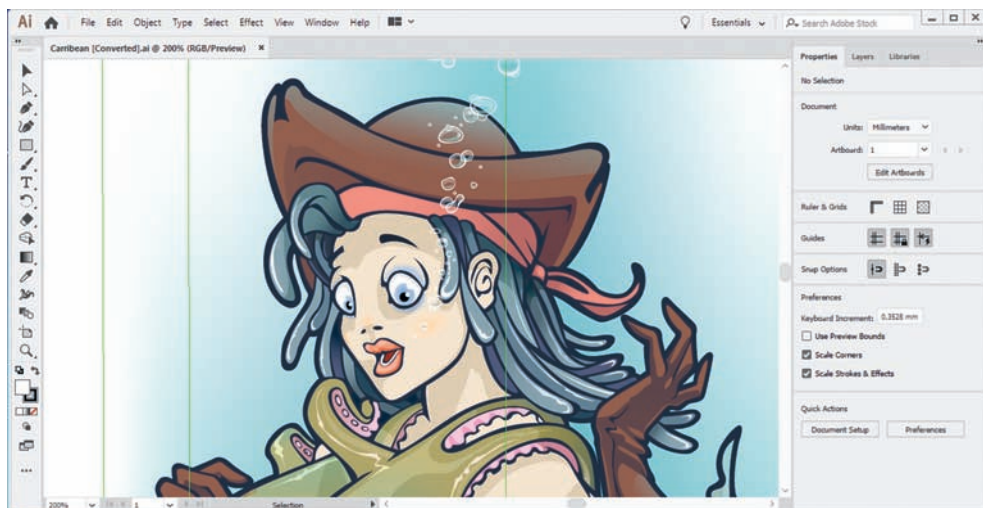 Ai File Edit Object Type Select Effect View Window Help Essentials Search Adobe Stock
Carribean [Converted].ai @ 200% (RGB/Preview) ×
Properties Layers Libraries
No Selection
Document
Units: Millimeters
Artboard: 1
Edit Artboards
Ruler & Grids
Guides
Snap Options
Preferences
Keyboard Increment: 0.3528 mm
Use Preview Bounds
Scale Corners
Scale Strokes & Effects
Quick Actions
Document Setup Preferences
200% 1 Selection